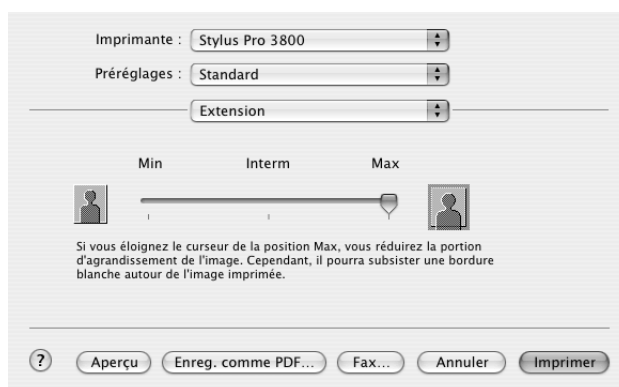 Imprimante : Stylus Pro 3800
Préréglages : Standard
Extension
Min Interm Max
Si vous éloignez le curseur de la position Max, vous réduirez la portion
d'agrandissement de l'image. Cependant, il pourra subsister une bordure
blanche autour de l'image imprimée.
? Aperçu Enreg. comme PDF... Fax... Annuler Imprimer